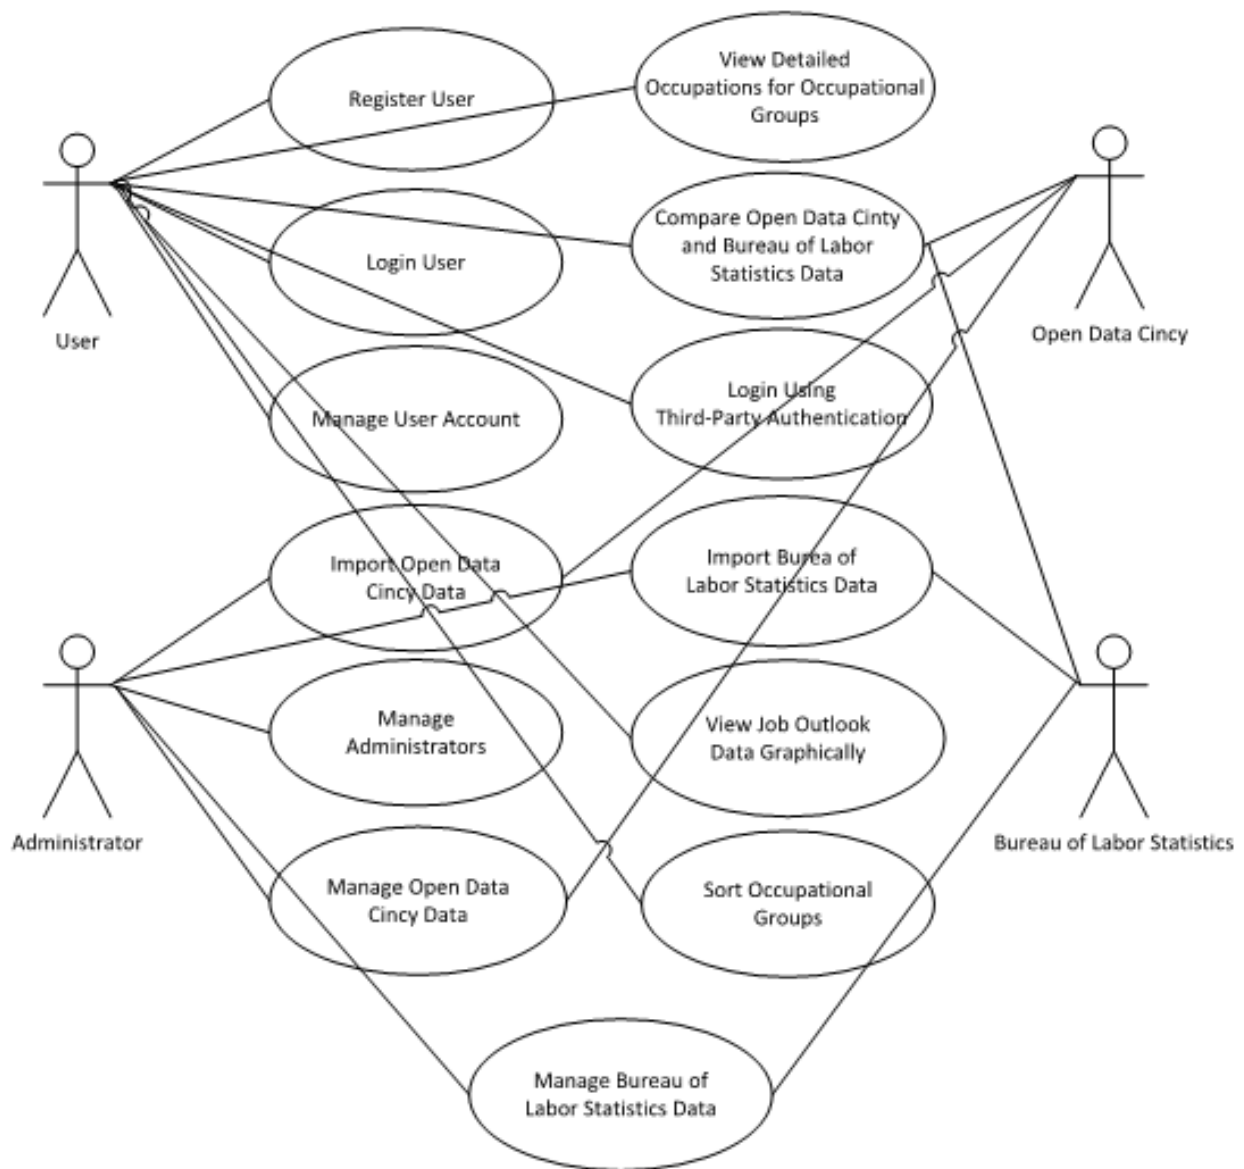 Register User
View Detailed
Occupations for Occupational
Groups
User
Login User
Compare Open Data Cinty
and Bureau of Labor
Statistics Data
Open Data Cincy
Manage User Account
Login Using
Third-Party Authentication
Import Open Data
Cincy Data
Import Burea of
Labor Statistics Data
Administrator
Manage
Administrators
View Job Outlook
Data Graphically
Bureau of Labor Statistics
Manage Open Data
Cincy Data
Sort Occupational
Groups
Manage Bureau of
Labor Statistics Data